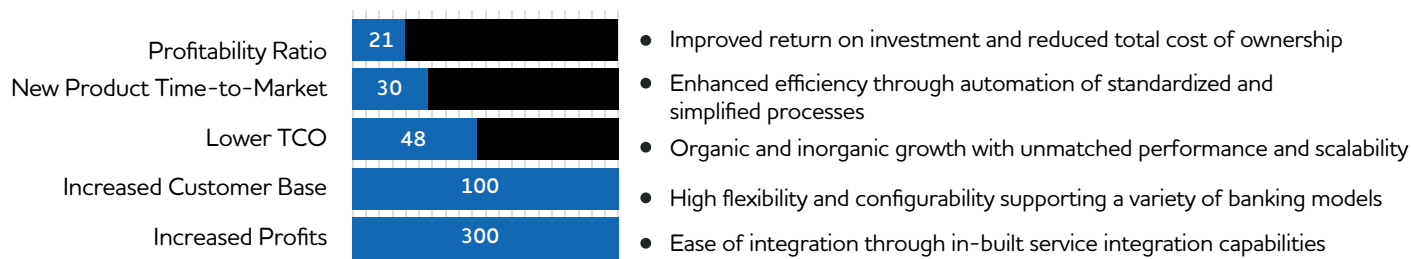 Profitability Ratio
21
New Product Time-to-Market
30
Lower TCO
48
Increased Customer Base
100
Increased Profits
300
• Improved return on investment and reduced total cost of ownership
• Enhanced efficiency through automation of standardized and
simplified processes
• Organic and inorganic growth with unmatched performance and scalability
• High flexibility and configurability supporting a variety of banking models
• Ease of integration through in-built service integration capabilities